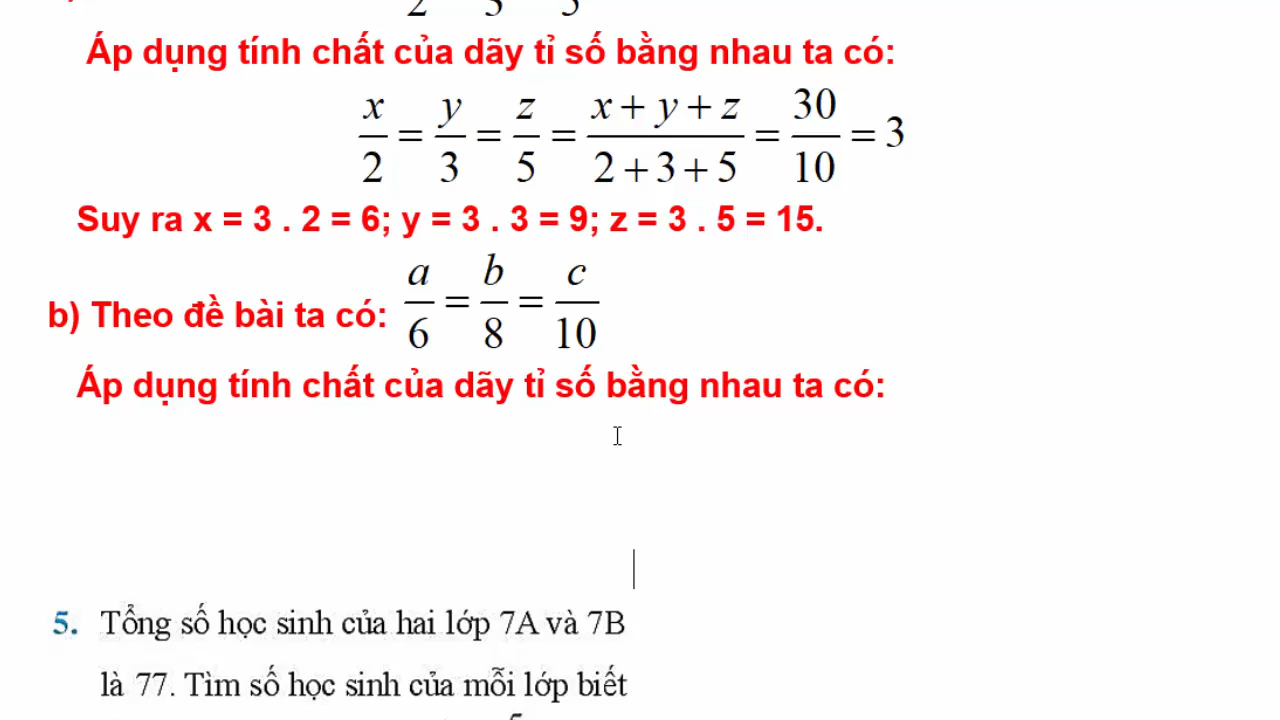 Áp dụng tính chất của dãy tỉ số bằng nhau ta có:
x/2 = y/3 = z/5 = (x + y + z)/(2 + 3 + 5) = 30/10 = 3
Suy ra x = 3 . 2 = 6; y = 3 . 3 = 9; z = 3 . 5 = 15.
b) Theo đề bài ta có: a/6 = b/8 = c/10
Áp dụng tính chất của dãy tỉ số bằng nhau ta có:
5. Tổng số học sinh của hai lớp 7A và 7B
là 77. Tìm số học sinh của mỗi lớp biết